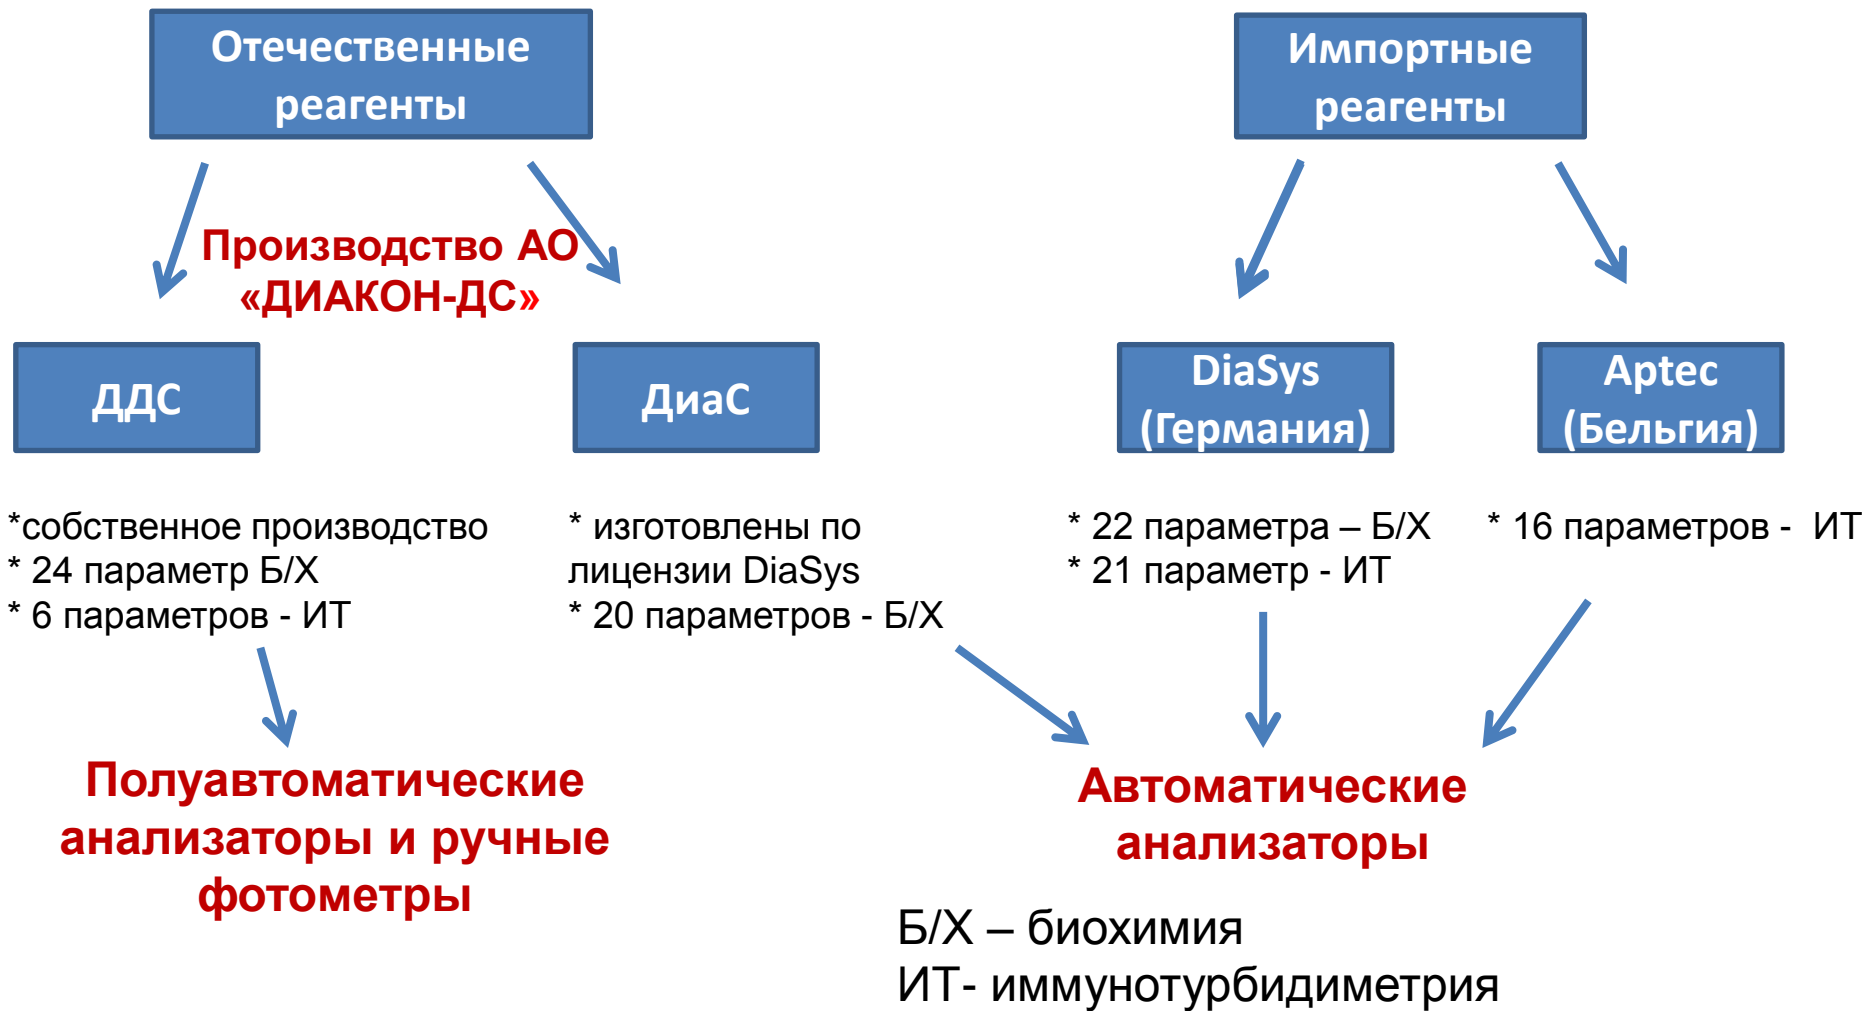 Отечественные
реагенты
Импортные
реагенты
Производство АО
«ДИАКОН-ДС»
ДДС
ДиаС
DiaSys
(Германия)
Aptec
(Бельгия)
*собственное производство
* 24 параметр Б/Х
* 6 параметров - ИТ
* изготовлены по
лицензии DiaSys
* 20 параметров - Б/Х
* 22 параметра – Б/Х
* 21 параметр - ИТ
* 16 параметров - ИТ
Полуавтоматические
анализаторы и ручные
фотометры
Автоматические
анализаторы
Б/Х – биохимия
ИТ- иммунотурбидиметрия